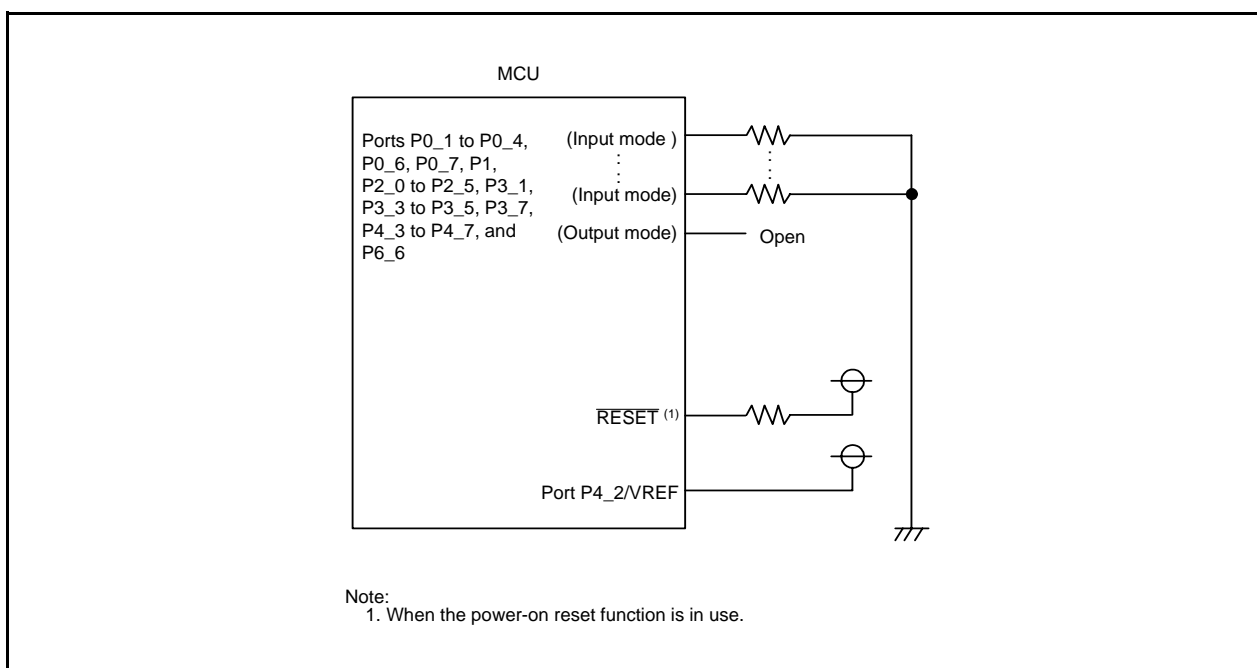 MCU
Ports P0_1 to P0_4,
P0_6, P0_7, P1,
P2_0 to P2_5, P3_1,
P3_3 to P3_5, P3_7,
P4_3 to P4_7, and
P6_6
(Input mode )
(Input mode)
(Output mode)
Open
RESET (1)
Port P4_2/VREF
Note:
1. When the power-on reset function is in use.